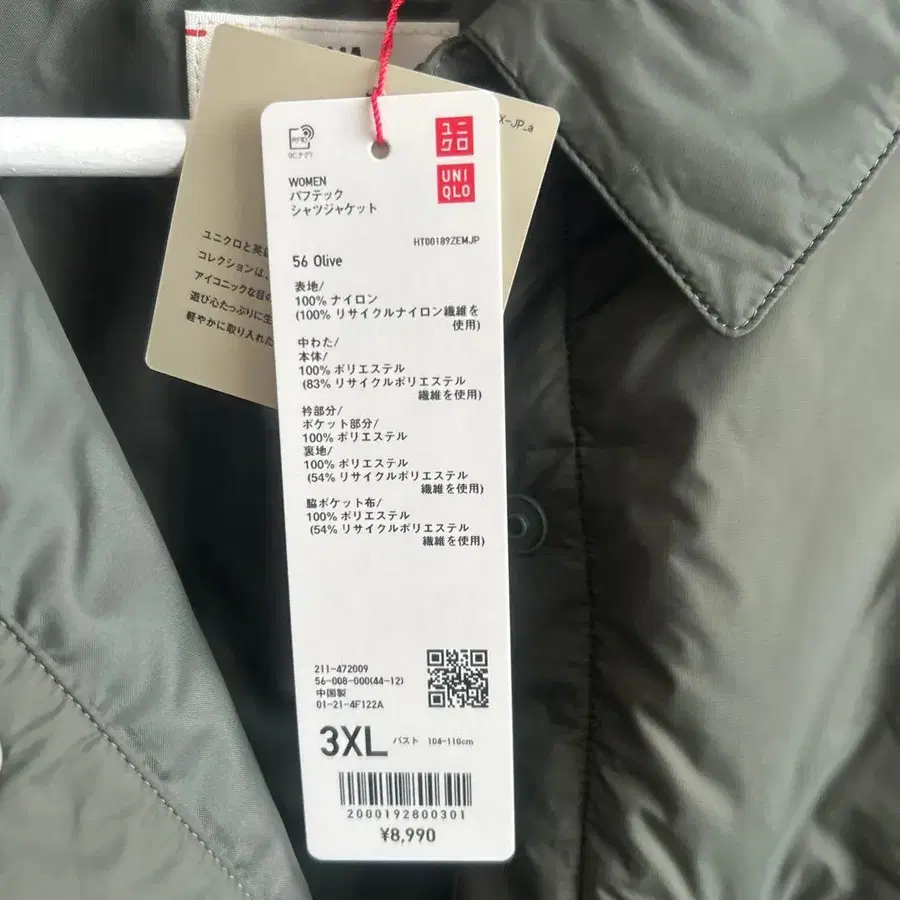 X-JP_a
RFID
(ICタグ)
ユニ
クロ
UNI
QLO
WOMEN
パフテック
シャツジャケット
HT00189ZEMJP
56 Olive
表地/
100% ナイロン
(100% リサイクルナイロン繊維を
使用)
中わた/
本体/
100% ポリエステル
(83% リサイクルポリエステル
繊維を使用)
衿部分/
ポケット部分/
100% ポリエステル
裏地/
100% ポリエステル
(54% リサイクルポリエステル
繊維を使用)
脇ポケット布/
100% ポリエステル
(54% リサイクルポリエステル
繊維を使用)
211-472009
56-008-000(44-12)
中国製
01-21-4F122A
3XL バスト 104-110cm
2000192800301
¥8,990
ユニクロと英
コレクションは、
アイコニックな目の
遊び心たっぷりに生
軽やかに取り入れた